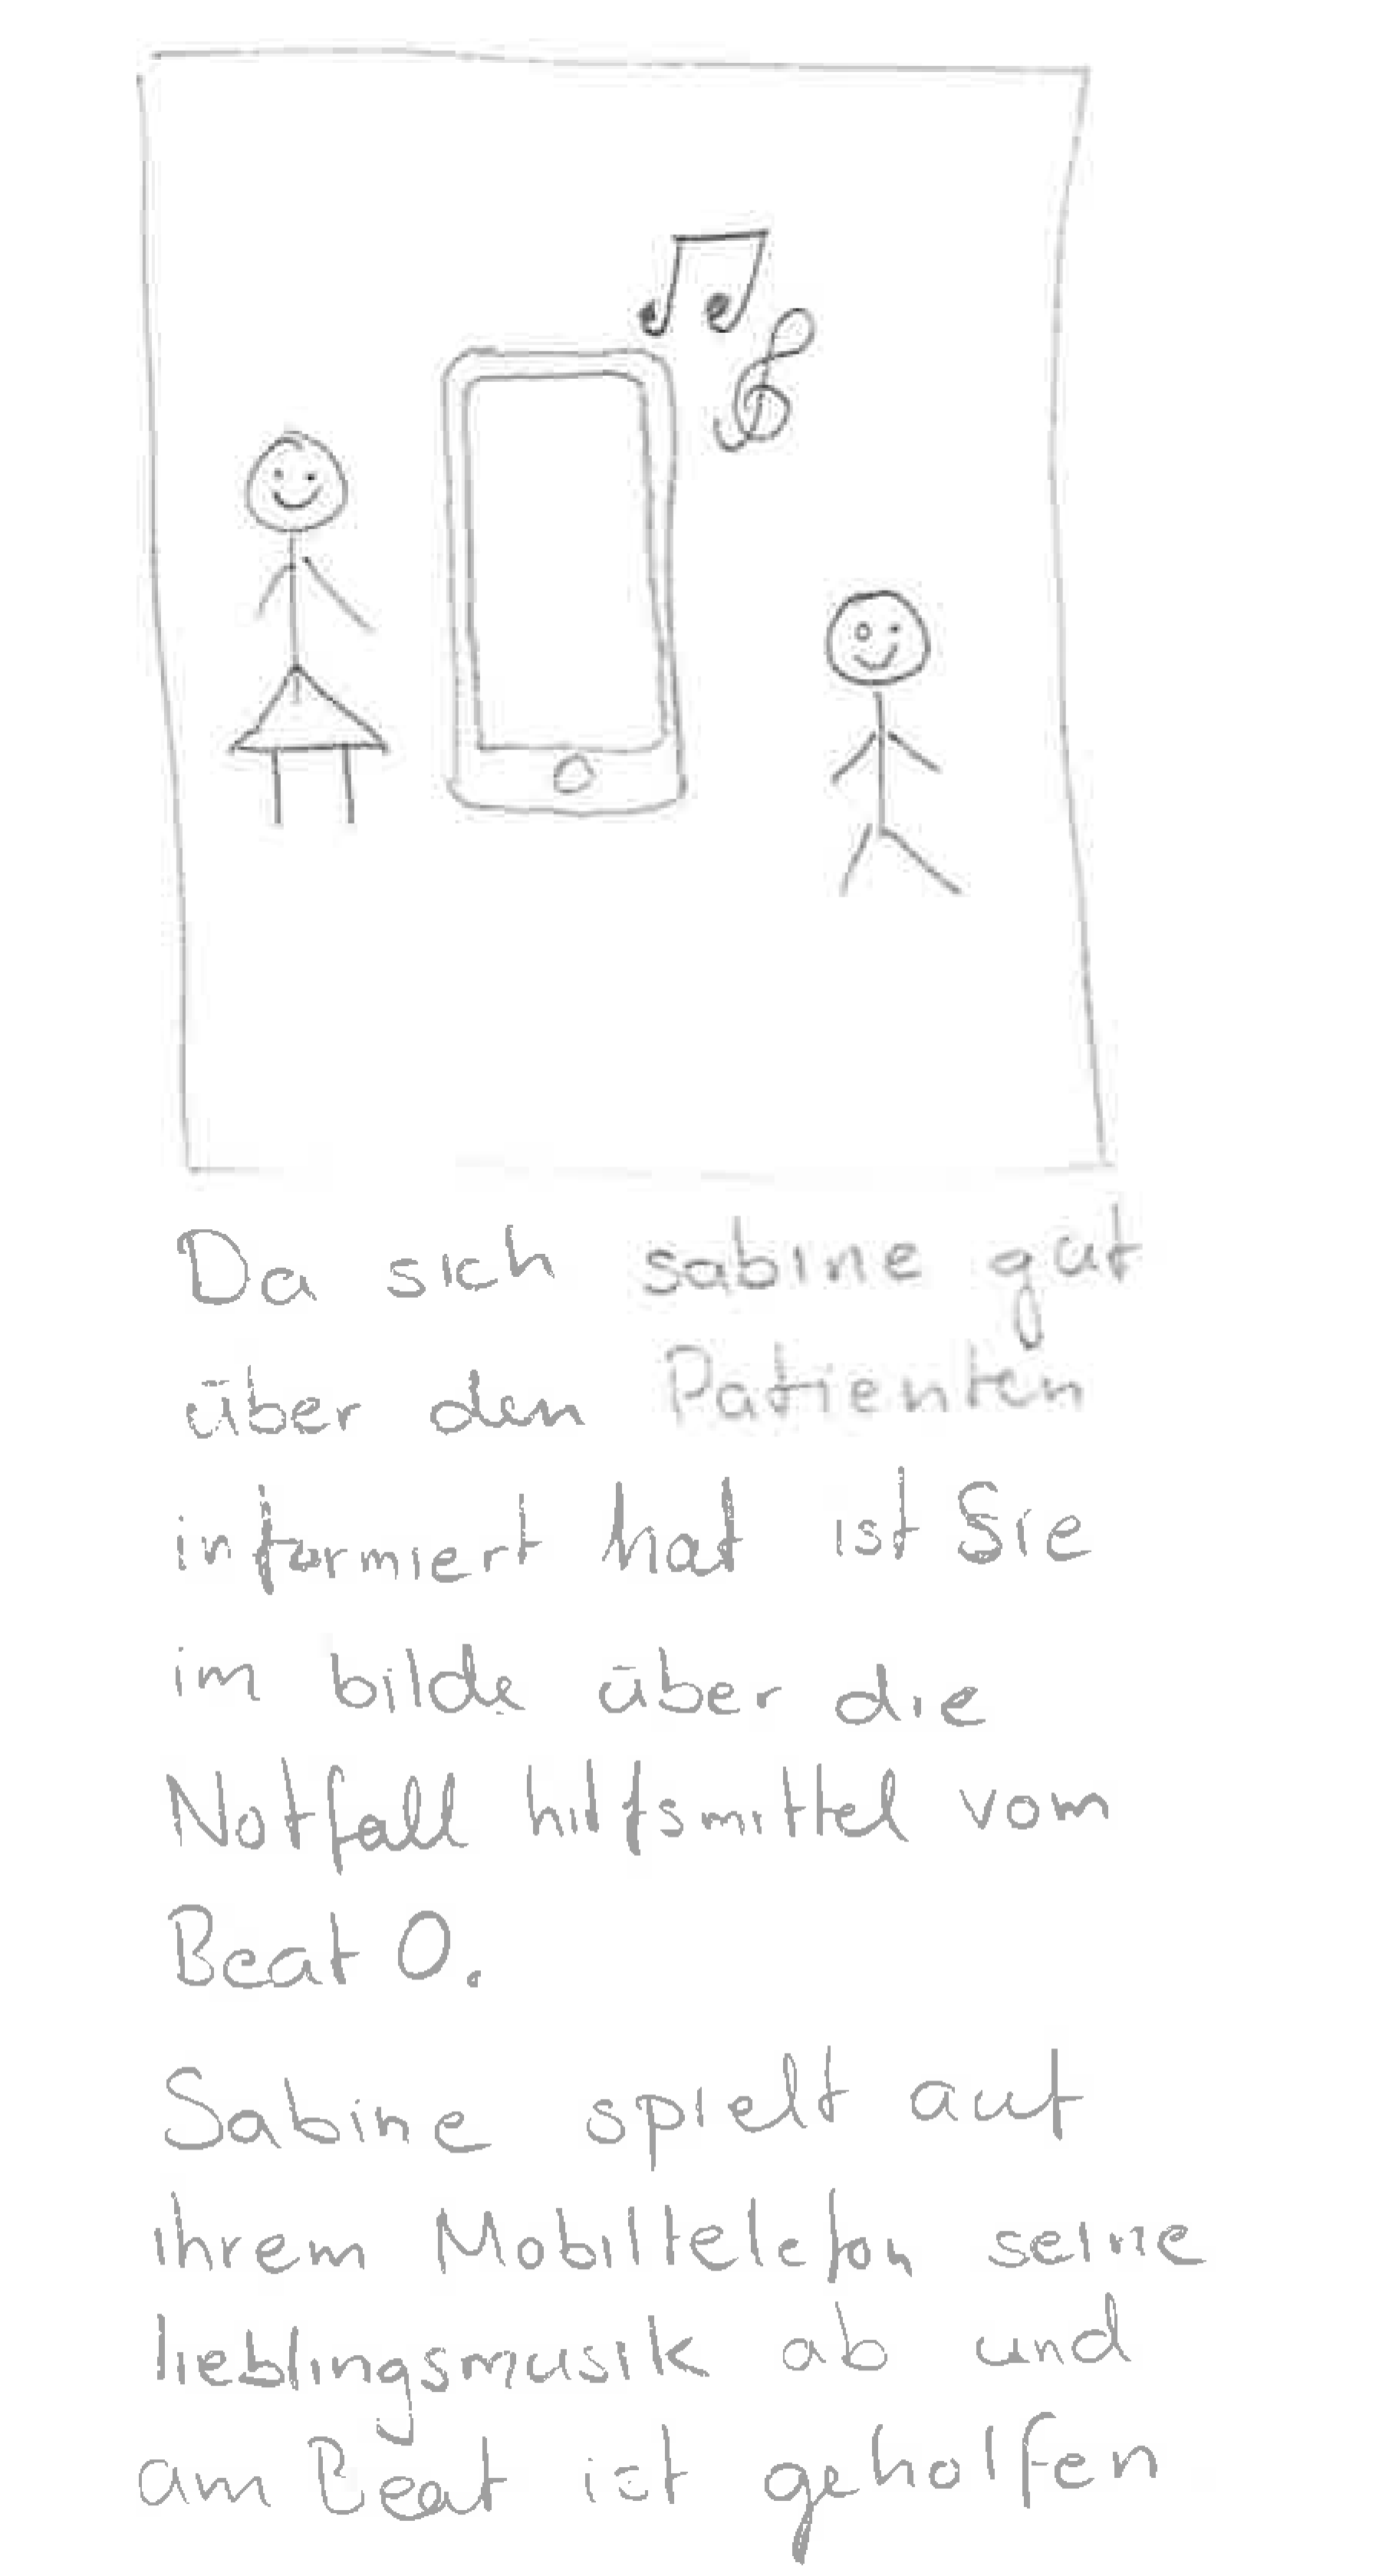 Da sich sabine gut
über den Patienten
informiert hat ist Sie
im bilde über die
Notfall hilfsmittel vom
Beat O.
Sabine spielt auf
ihrem Mobiltelefon seine
lieblingsmusik ab und
am Beat ist geholfen